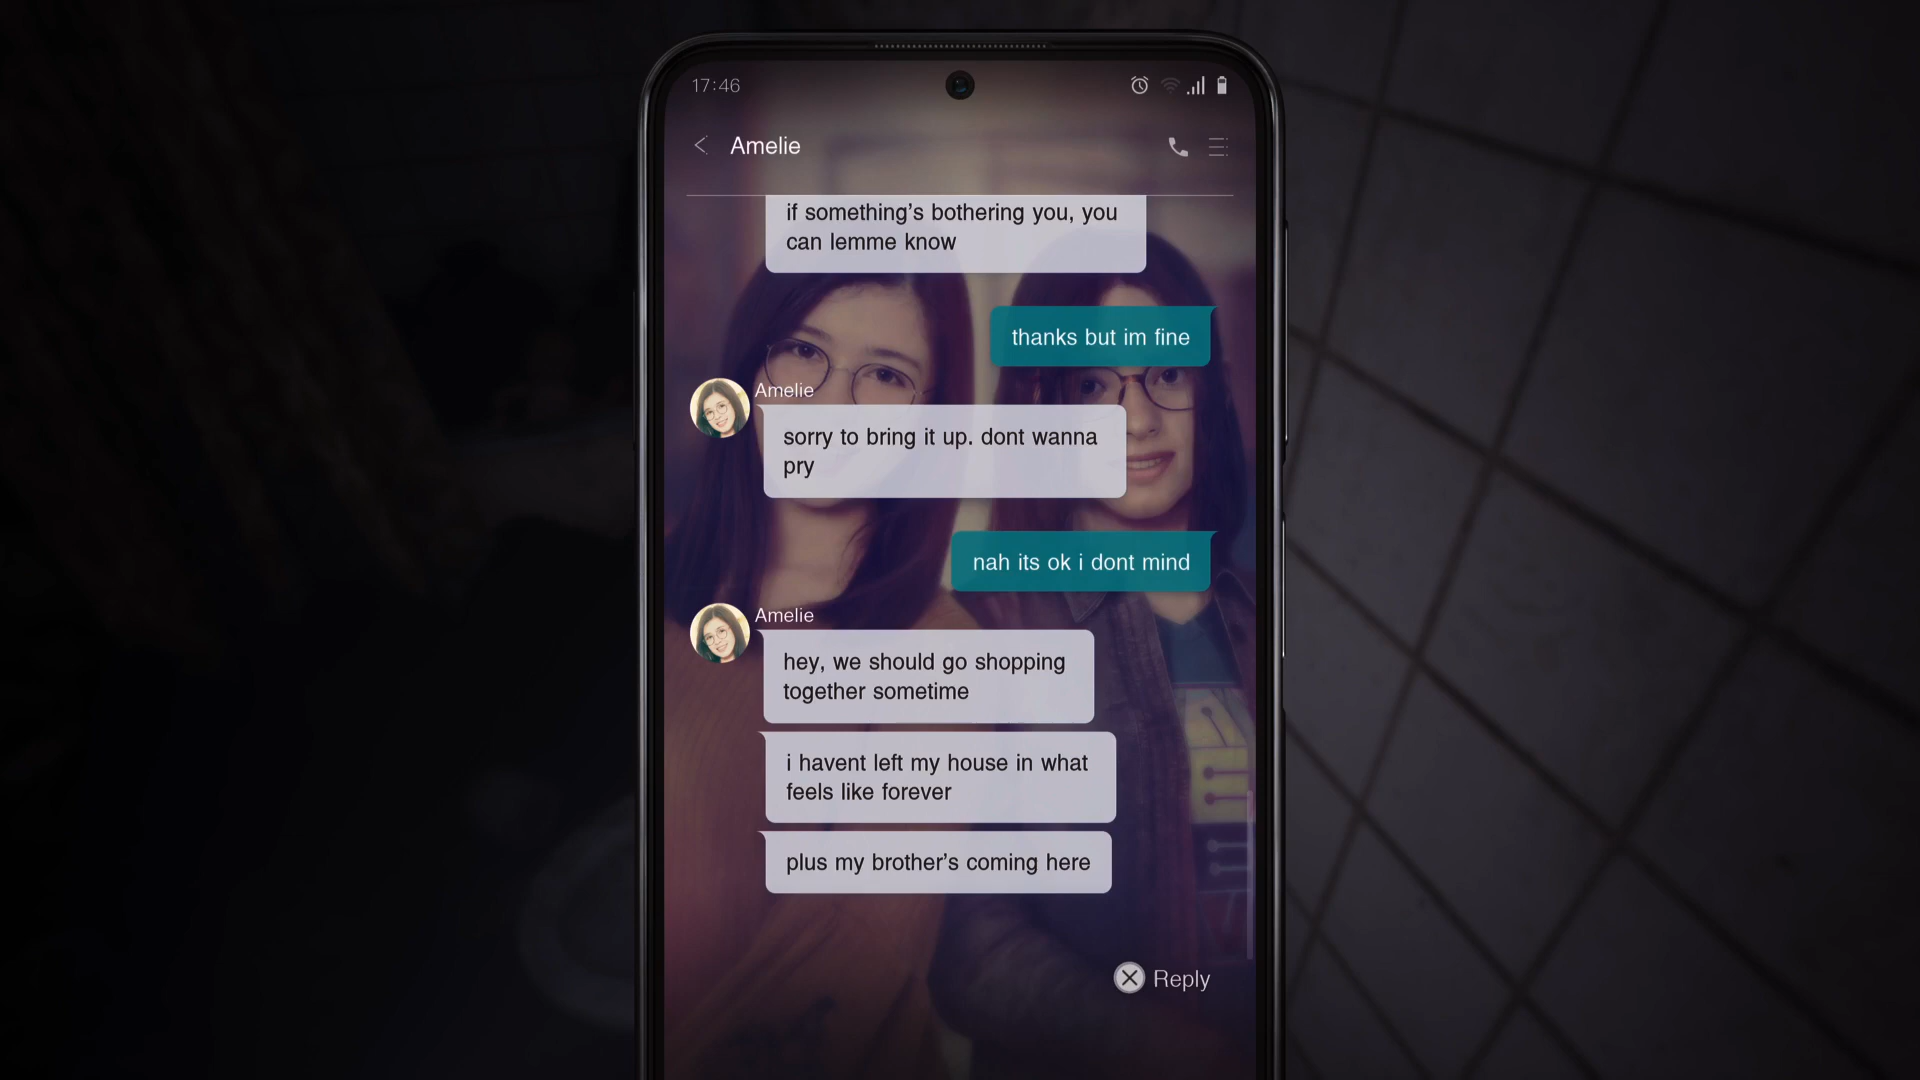 17:46
Amelie
if something's bothering you, you
can lemme know
thanks but im fine
Amelie
sorry to bring it up. dont wanna
pry
nah its ok i dont mind
Amelie
hey, we should go shopping
together sometime
i havent left my house in what
feels like forever
plus my brother's coming here
Reply